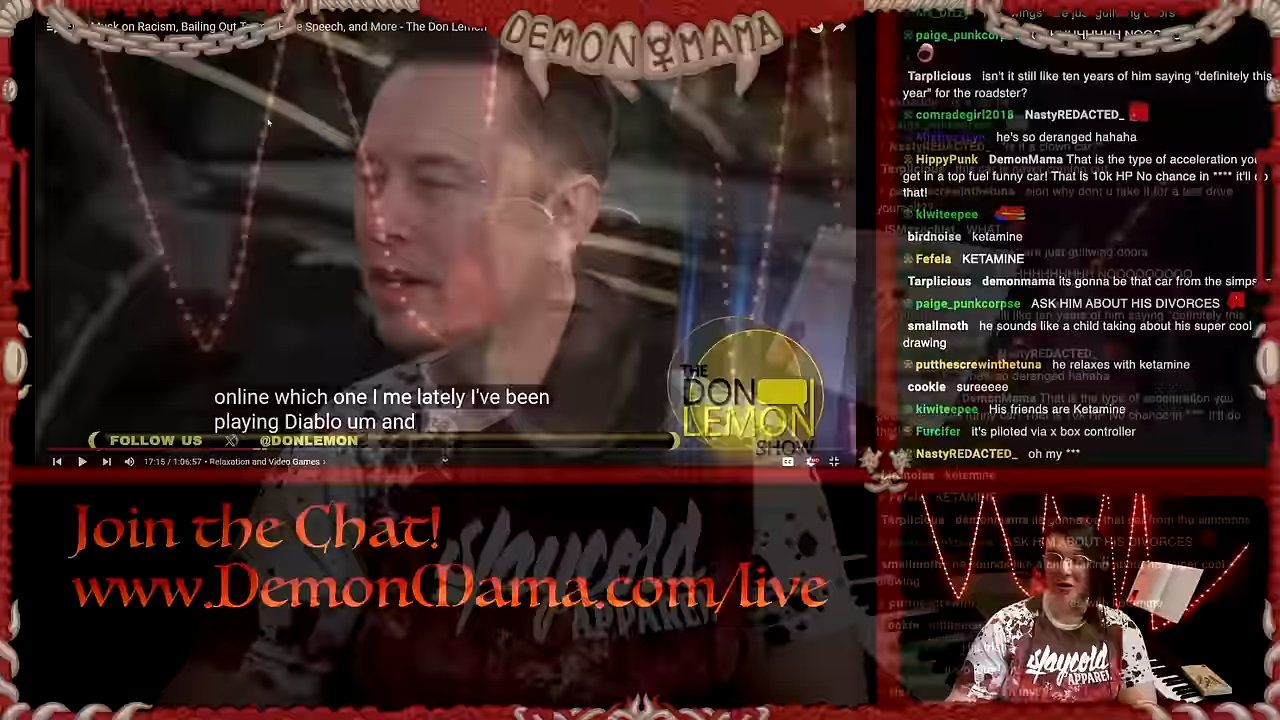 usk on Racism, Bailing Out T
e Speech, and More - The Don Lemon
DEMON MAMA
online which one I me lately I've been
playing Diablo um and
FOLLOW US @DONLEMON
THE
DON
LEMON
SHOW
17:15 / 1:06:57 • Relaxation and Video Games ›
Join the Chat!
www.DemonMama.com/live
slaycold
APPAREL
Tarplicious isn't it still like ten years of him saying "definitely this
year" for the roadster?
comradegirl2018 NastyREDACTED_
he's so deranged hahaha
HippyPunk DemonMama That is the type of acceleration you
get in a top fuel funny car! That is 10k HP No chance in **** it'll do
that!
kiwiteepee
birdnoise ketamine
Fefela KETAMINE
Tarplicious demonmama its gonna be that car from the simps
paige_punkcorpse ASK HIM ABOUT HIS DIVORCES
smallmoth he sounds like a child taking about his super cool
drawing
putthescrewinthetuna he relaxes with ketamine
cookie sureeeee
kiwiteepee His friends are Ketamine
Furcifer it's piloted via x box controller
NastyREDACTED_ oh my ***
slaycold
APPAREL